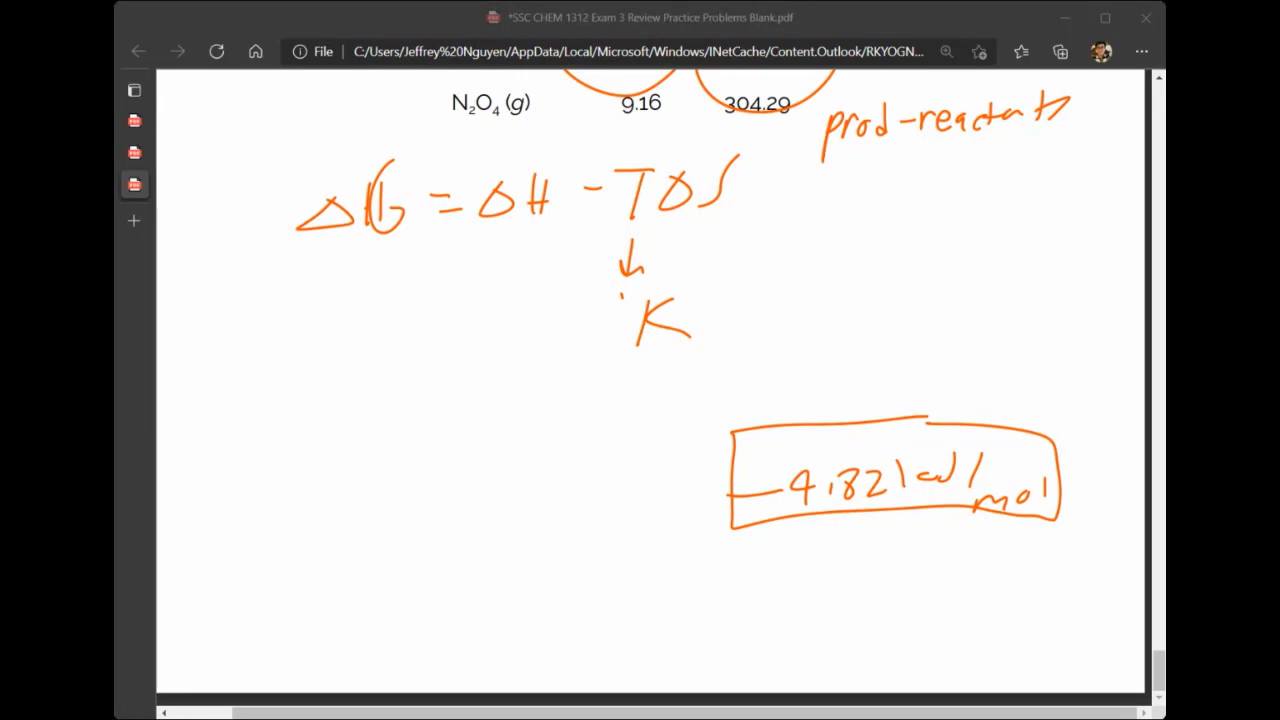 *SSC CHEM 1312 Exam 3 Review Practice Problems Blank.pdf
File C:/Users/Jeffrey%20Nguyen/AppData/Local/Microsoft/Windows/INetCache/Content.Outlook/RKYOGN...
N₂O₄ (g) 9.16 304.29
prod-reactants
ΔG = ΔH - TΔS
K
-4.82 kJ/mol